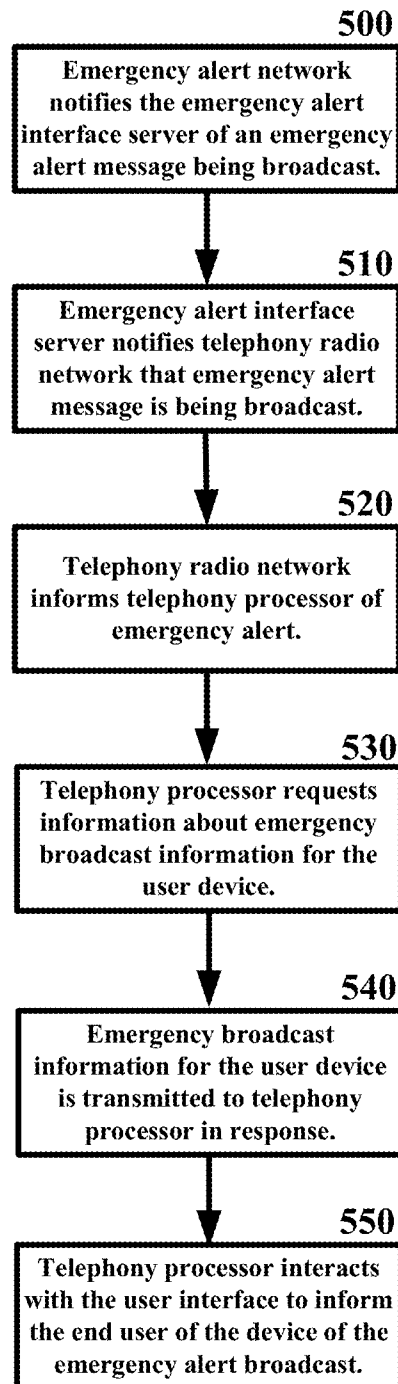 500
Emergency alert network
notifies the emergency alert
interface server of an emergency
alert message being broadcast.
510
Emergency alert interface
server notifies telephony radio
network that emergency alert
message is being broadcast.
520
Telephony radio network
informs telephony processor of
emergency alert.
530
Telephony processor requests
information about emergency
broadcast information for the
user device.
540
Emergency broadcast
information for the user device
is transmitted to telephony
processor in response.
550
Telephony processor interacts
with the user interface to inform
the end user of the device of the
emergency alert broadcast.